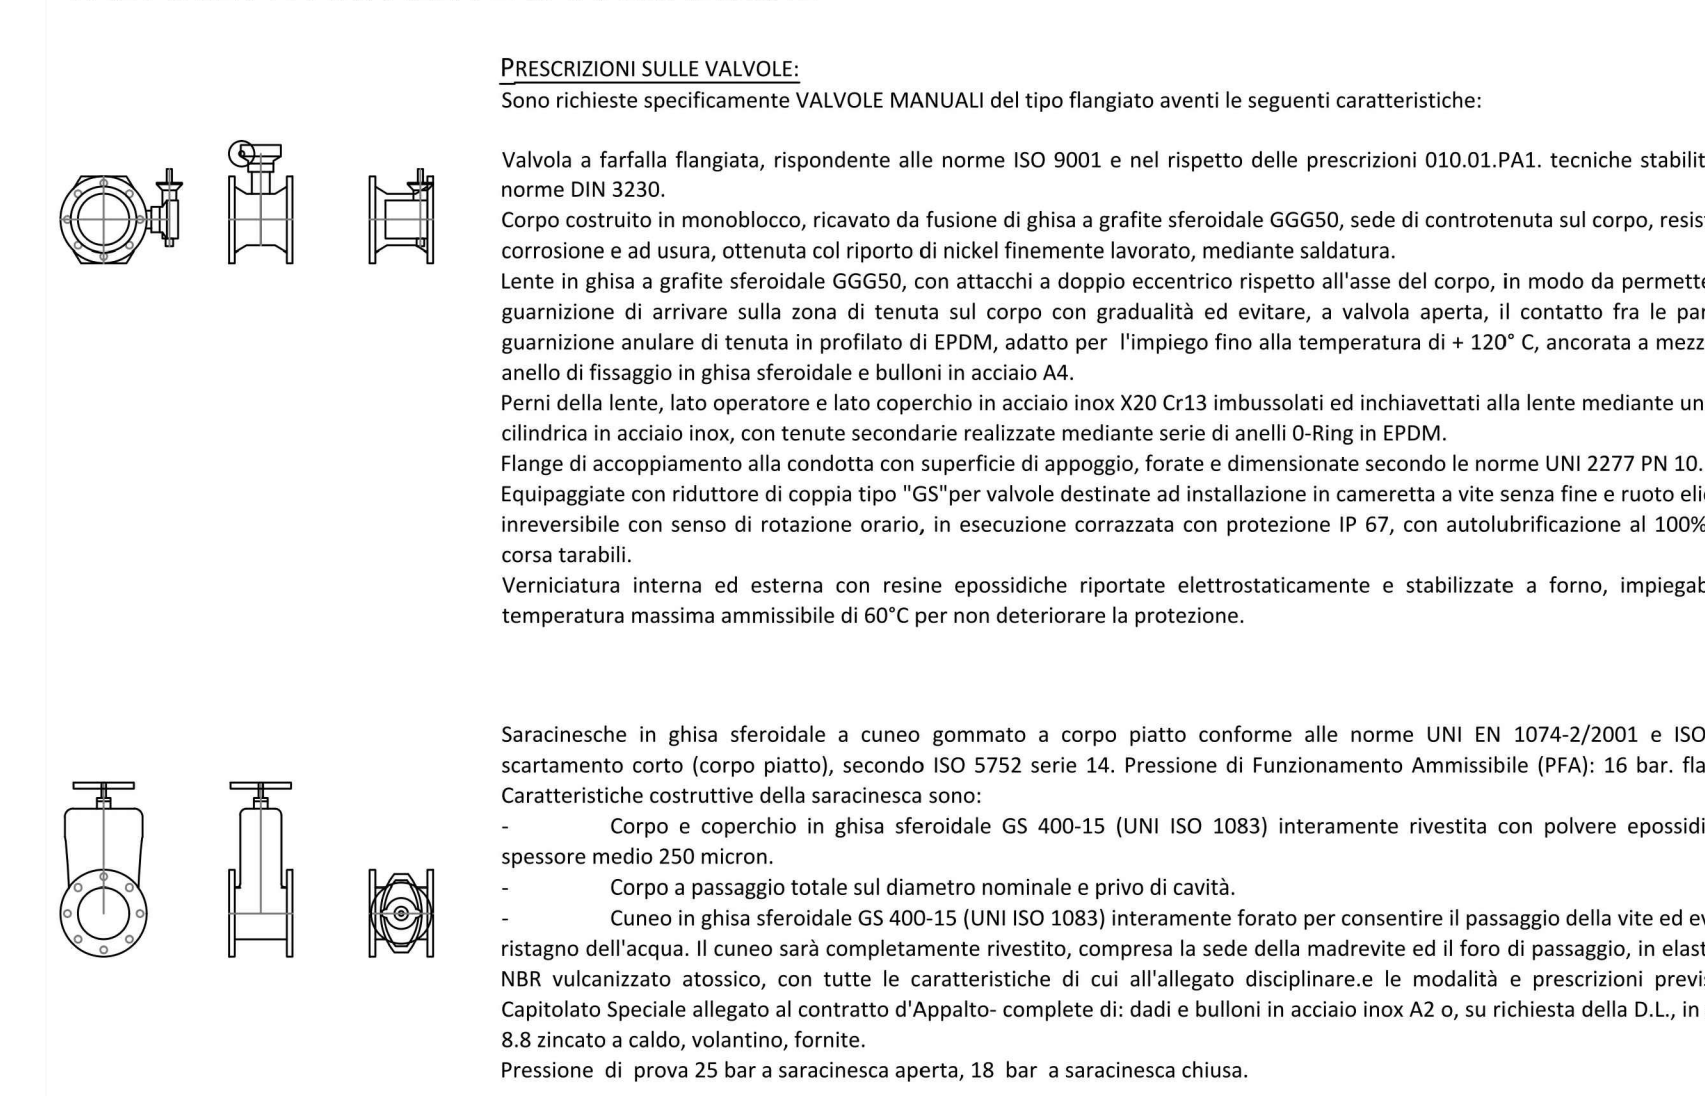 PRESCRIZIONI SULLE VALVOLE:
Sono richieste specificamente VALVOLE MANUALI del tipo flangiato aventi le seguenti caratteristiche:
Valvola a farfalla flangiata, rispondente alle norme ISO 9001 e nel rispetto delle prescrizioni 010.01.PA1. tecniche stabilit
norme DIN 3230.
Corpo costruito in monoblocco, ricavato da fusione di ghisa a grafite sferoidale GGG50, sede di controtenuta sul corpo, resis
corrosione e ad usura, ottenuta col riporto di nickel finemente lavorato, mediante saldatura.
Lente in ghisa a grafite sferoidale GGG50, con attacchi a doppio eccentrico rispetto all'asse del corpo, in modo da permette
guarnizione di arrivare sulla zona di tenuta sul corpo con gradualità ed evitare, a valvola aperta, il contatto fra le par
guarnizione anulare di tenuta in profilato di EPDM, adatto per l'impiego fino alla temperatura di + 120° C, ancorata a mezz
anello di fissaggio in ghisa sferoidale e bulloni in acciaio A4.
Perni della lente, lato operatore e lato coperchio in acciaio inox X20 Cr13 imbussolati ed inchiavettati alla lente mediante un
cilindrica in acciaio inox, con tenute secondarie realizzate mediante serie di anelli 0-Ring in EPDM.
Flange di accoppiamento alla condotta con superficie di appoggio, forate e dimensionate secondo le norme UNI 2277 PN 10.
Equipaggiate con riduttore di coppia tipo "GS"per valvole destinate ad installazione in cameretta a vite senza fine e ruoto eli
inreversibile con senso di rotazione orario, in esecuzione corrazzata con protezione IP 67, con autolubrificazione al 100%
corsa tarabili.
Verniciatura interna ed esterna con resine epossidiche riportate elettrostaticamente e stabilizzate a forno, impiegab
temperatura massima ammissibile di 60°C per non deteriorare la protezione.
Saracinesche in ghisa sferoidale a cuneo gommato a corpo piatto conforme alle norme UNI EN 1074-2/2001 e ISO
scartamento corto (corpo piatto), secondo ISO 5752 serie 14. Pressione di Funzionamento Ammissibile (PFA): 16 bar. fla
Caratteristiche costruttive della saracinesca sono:
- Corpo e coperchio in ghisa sferoidale GS 400-15 (UNI ISO 1083) interamente rivestita con polvere epossidi
spessore medio 250 micron.
- Corpo a passaggio totale sul diametro nominale e privo di cavità.
- Cuneo in ghisa sferoidale GS 400-15 (UNI ISO 1083) interamente forato per consentire il passaggio della vite ed ev
ristagno dell'acqua. Il cuneo sarà completamente rivestito, compresa la sede della madrevite ed il foro di passaggio, in elast
NBR vulcanizzato atossico, con tutte le caratteristiche di cui all'allegato disciplinare.e le modalità e prescrizioni previ
Capitolato Speciale allegato al contratto d'Appalto- complete di: dadi e bulloni in acciaio inox A2 o, su richiesta della D.L., in
8.8 zincato a caldo, volantino, fornite.
Pressione di prova 25 bar a saracinesca aperta, 18 bar a saracinesca chiusa.